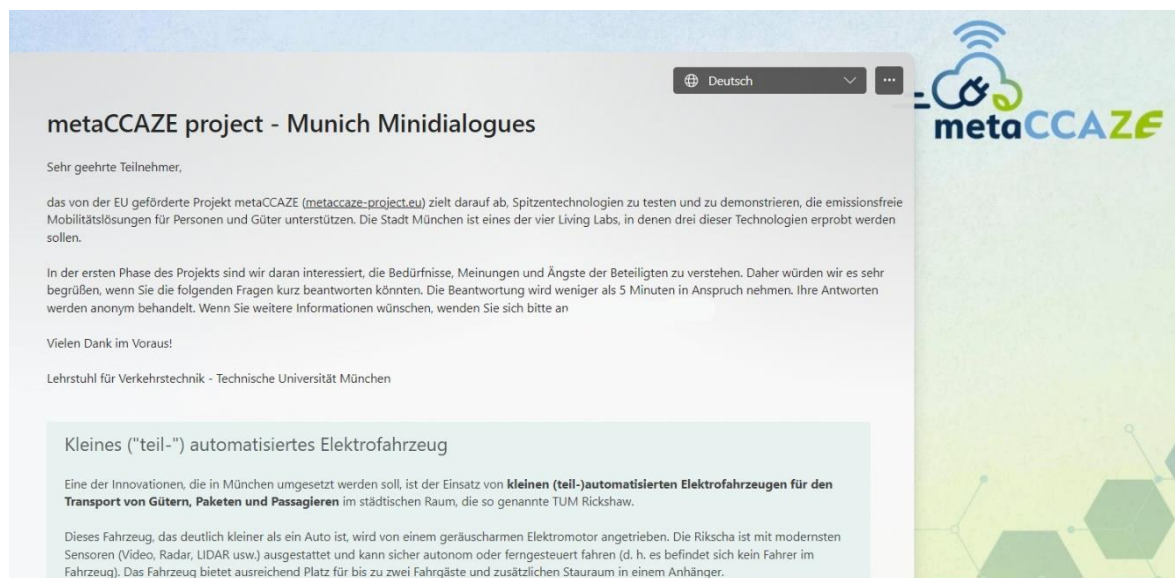 Deutsch
metaCCAZE
metaCCAZE project - Munich Minidialogues
Sehr geehrte Teilnehmer,
das von der EU geförderte Projekt metaCCAZE (metaccaze-project.eu) zielt darauf ab, Spitzentechnologien zu testen und zu demonstrieren, die emissionsfreie
Mobilitätslösungen für Personen und Güter unterstützen. Die Stadt München ist eines der vier Living Labs, in denen drei dieser Technologien erprobt werden
sollen.
In der ersten Phase des Projekts sind wir daran interessiert, die Bedürfnisse, Meinungen und Ängste der Beteiligten zu verstehen. Daher würden wir es sehr
begrüßen, wenn Sie die folgenden Fragen kurz beantworten könnten. Die Beantwortung wird weniger als 5 Minuten in Anspruch nehmen. Ihre Antworten
werden anonym behandelt. Wenn Sie weitere Informationen wünschen, wenden Sie sich bitte an
Vielen Dank im Voraus!
Lehrstuhl für Verkehrstechnik - Technische Universität München
Kleines ("teil-") automatisiertes Elektrofahrzeug
Eine der Innovationen, die in München umgesetzt werden soll, ist der Einsatz von kleinen (teil-)automatisierten Elektrofahrzeugen für den
Transport von Gütern, Paketen und Passagieren im städtischen Raum, die so genannte TUM Rickshaw.
Dieses Fahrzeug, das deutlich kleiner als ein Auto ist, wird von einem geräuscharmen Elektromotor angetrieben. Die Rikscha ist mit modernsten
Sensoren (Video, Radar, LIDAR usw.) ausgestattet und kann sicher autonom oder ferngesteuert fahren (d. h. es befindet sich kein Fahrer im
Fahrzeug). Das Fahrzeug bietet ausreichend Platz für bis zu zwei Fahrgäste und zusätzlichen Stauraum in einem Anhänger.